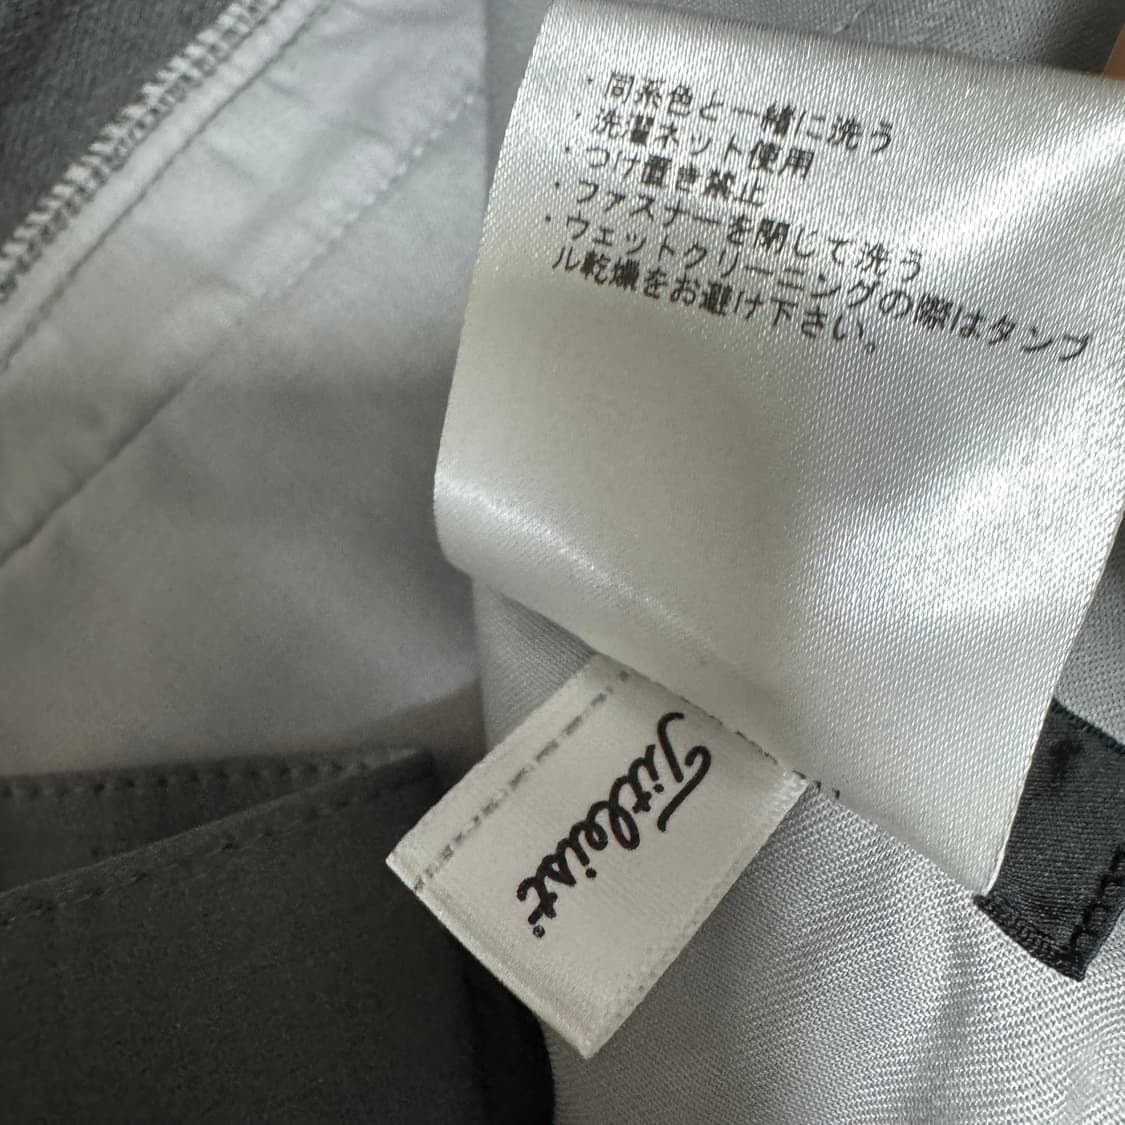 ・同系色と一緒に洗う
・洗濯ネット使用
・つけ置き禁止
・ファスナーを閉じて洗う
・ウェットクリーニングの際はタンブ
ル乾燥をお避け下さい。
Titleist®